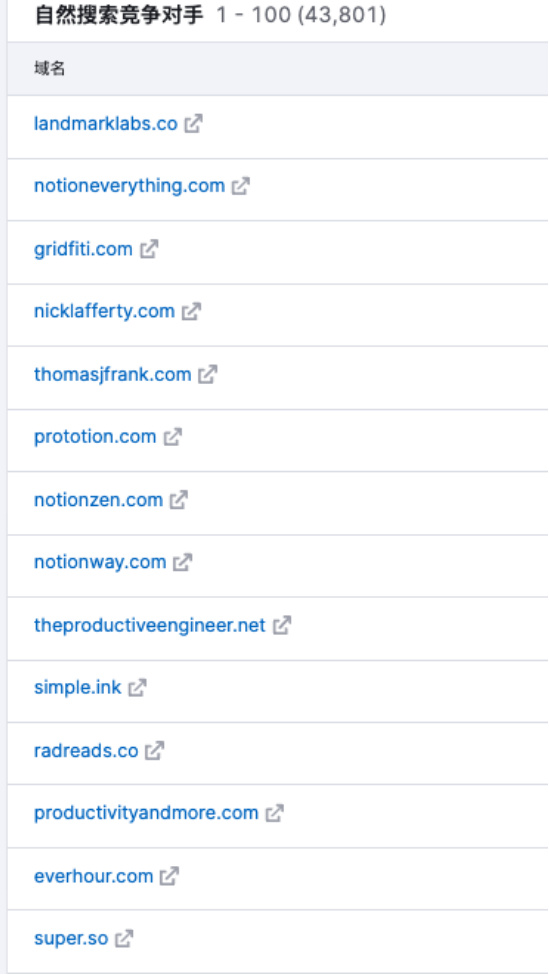 自然搜索竞争对手 1 - 100 (43,801)
域名
landmarklabs.co
notioneverything.com
gridfiti.com
nicklafferty.com
thomasjfrank.com
prototion.com
notionzen.com
notionway.com
theproductiveengineer.net
simple.ink
radreads.co
productivityandmore.com
everhour.com
super.so